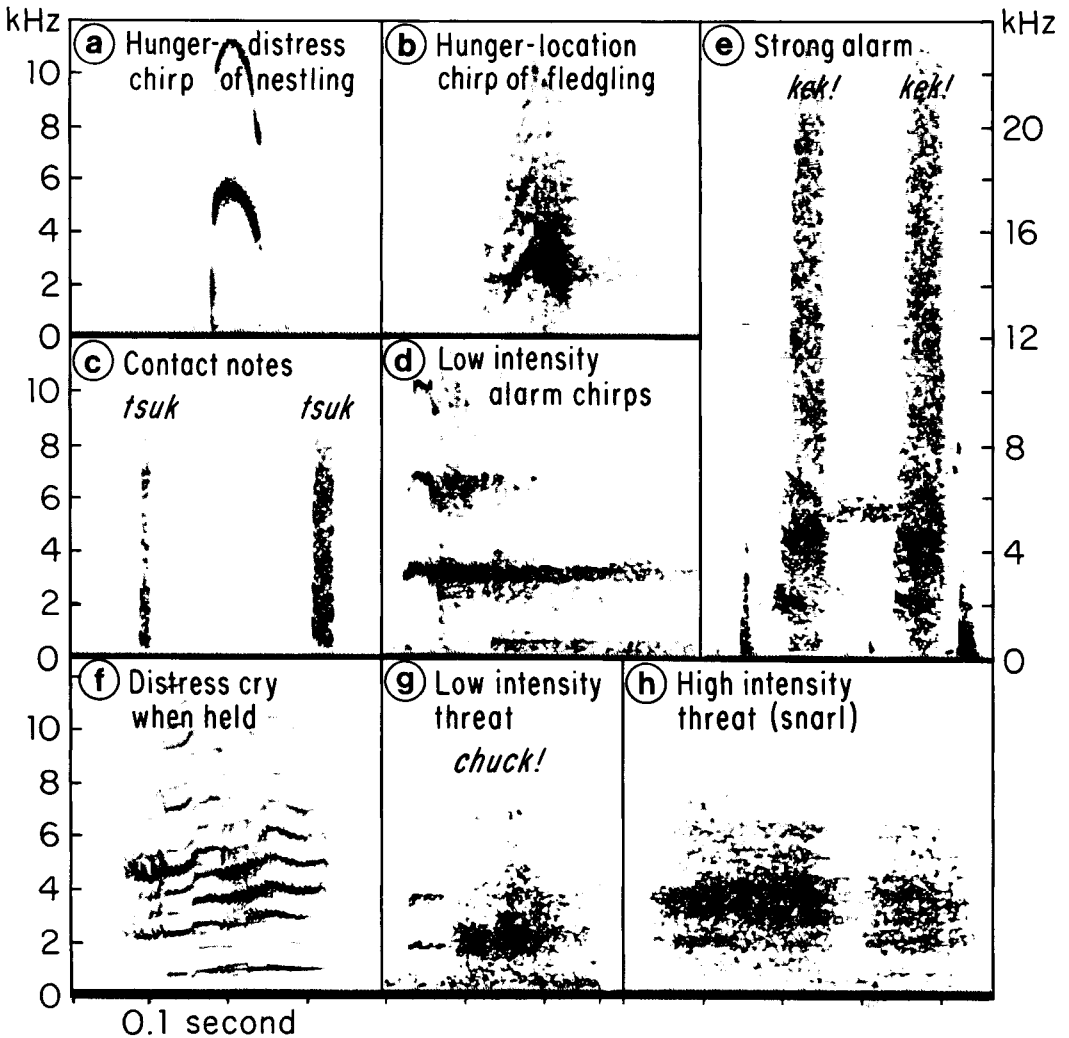 kHz
kHz
a Hunger-distress
chirp of nestling
b Hunger-location
chirp of fledgling
e Strong alarm
kek! kek!
10
8
6
4
2
0
20
16
12
8
4
0
c Contact notes
tsuk tsuk
d Low intensity
alarm chirps
10
8
6
4
2
0
f Distress cry
when held
g Low intensity
threat
chuck!
h High intensity
threat (snarl)
10
8
6
4
2
0
0.1 second